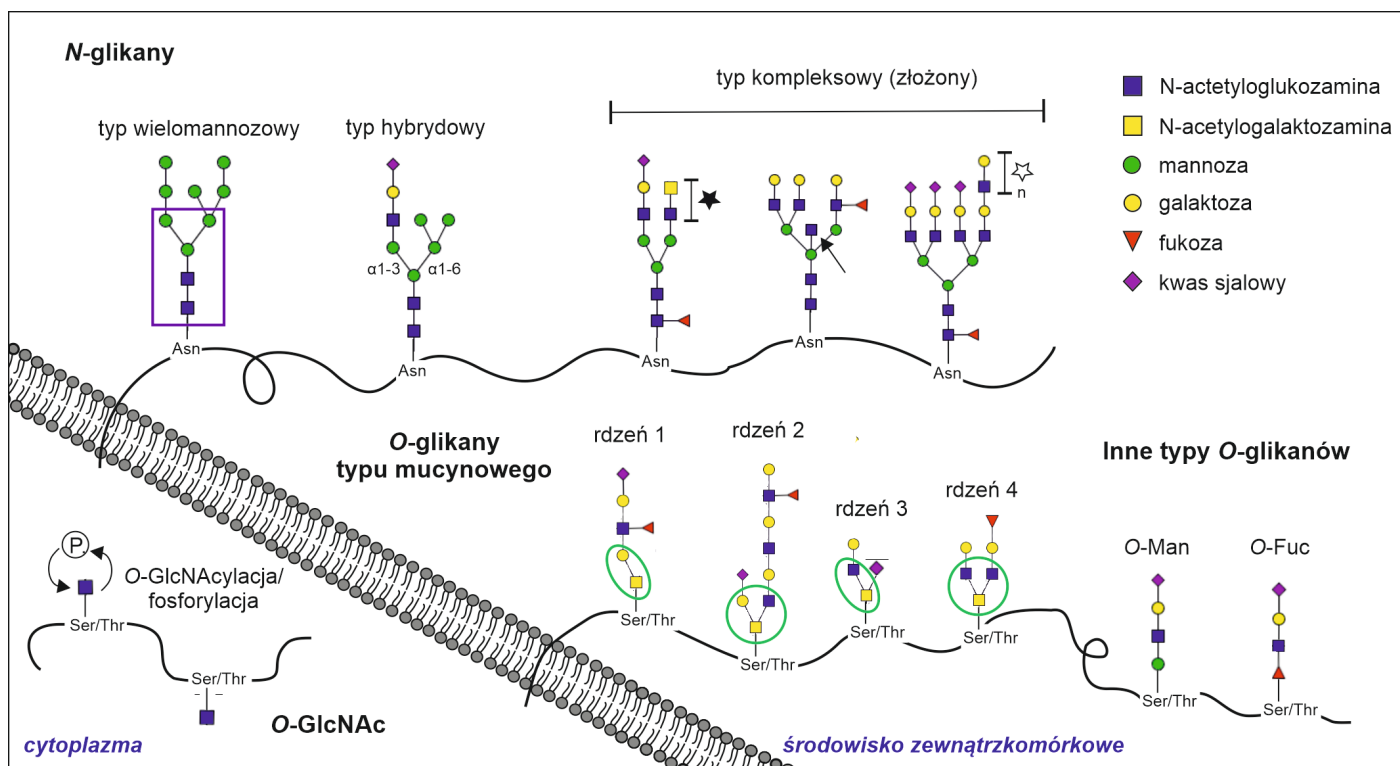 N-glikany
typ kompleksowy (złożony)
typ wielomannozowy
typ hybrydowy
N-actetyloglukozamina
N-acetylogalaktozamina
mannoza
galaktoza
fukoza
kwas sjalowy
n
α1-3
α1-6
Asn
Asn
Asn
Asn
Asn
O-glikany
typu mucynowego
rdzeń 1
rdzeń 2
rdzeń 3
rdzeń 4
Inne typy O-glikanów
O-Man
O-Fuc
P
O-GlcNAcylacja/
fosforylacja
Ser/Thr
Ser/Thr
Ser/Thr
Ser/Thr
Ser/Thr
Ser/Thr
Ser/Thr
Ser/Thr
O-GlcNAc
cytoplazma
środowisko zewnątrzkomórkowe